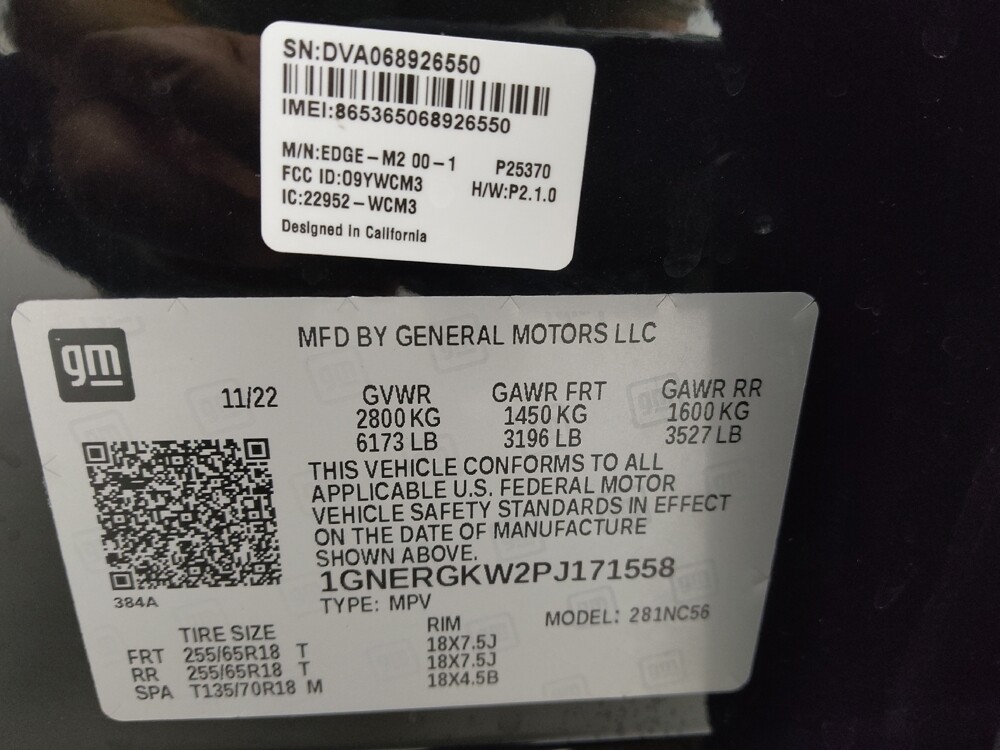 SN:DVA068926550
IMEI:865365068926550
M/N:EDGE-M2 00-1 P25370
FCC ID:09YWCM3 H/W:P2.1.0
IC:22952-WCM3
Designed in California
gm
MFD BY GENERAL MOTORS LLC
11/22 GVWR GAWR FRT GAWR RR
2800 KG 1450 KG 1600 KG
6173 LB 3196 LB 3527 LB
THIS VEHICLE CONFORMS TO ALL
APPLICABLE U.S. FEDERAL MOTOR
VEHICLE SAFETY STANDARDS IN EFFECT
ON THE DATE OF MANUFACTURE
SHOWN ABOVE.
1GNERGKW2PJ171558
384A
TYPE: MPV MODEL: 281NC56
TIRE SIZE RIM
FRT 255/65R18 T 18X7.5J
RR 255/65R18 T 18X7.5J
SPA T135/70R18 M 18X4.5B